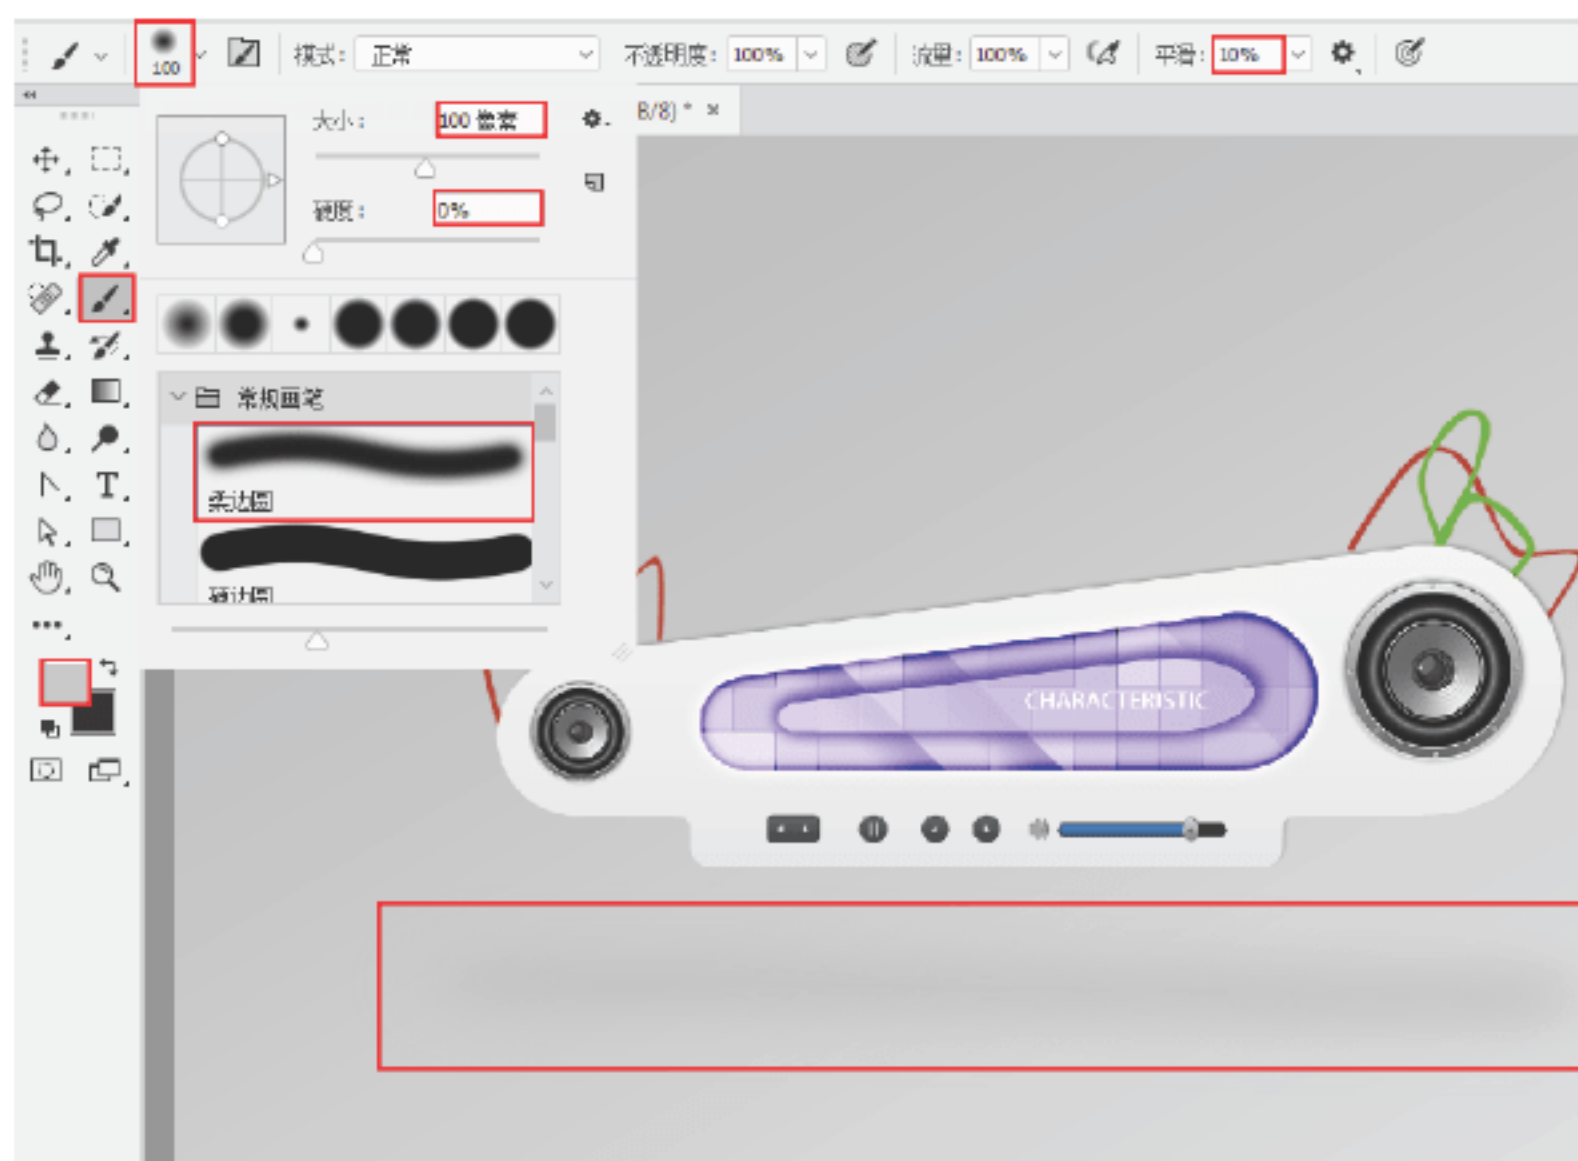 100
模式： 正常
不透明度： 100%
流量： 100%
平滑： 10%
大小： 100 像素
B/8) * ×
硬度： 0%
常规画笔
柔边圆
硬边圆
T
CHARACTERISTIC